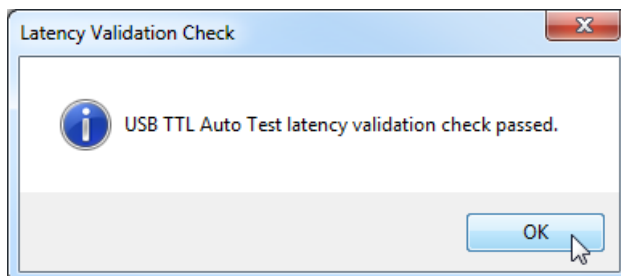 Latency Validation Check
USB TTL Auto Test latency validation check passed.
OK